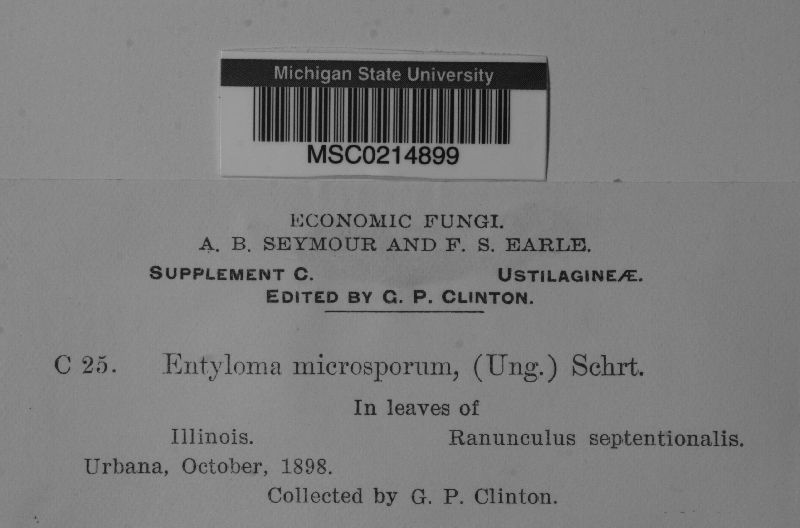 Michigan State University
MSC0214899
ECONOMIC FUNGI.
A. B. SEYMOUR AND F. S. EARLE.
SUPPLEMENT C. USTILAGINEÆ.
EDITED BY G. P. CLINTON.
C 25. Entyloma microsporum, (Ung.) Schrt.
In leaves of
Illinois. Ranunculus septentionalis.
Urbana, October, 1898.
Collected by G. P. Clinton.